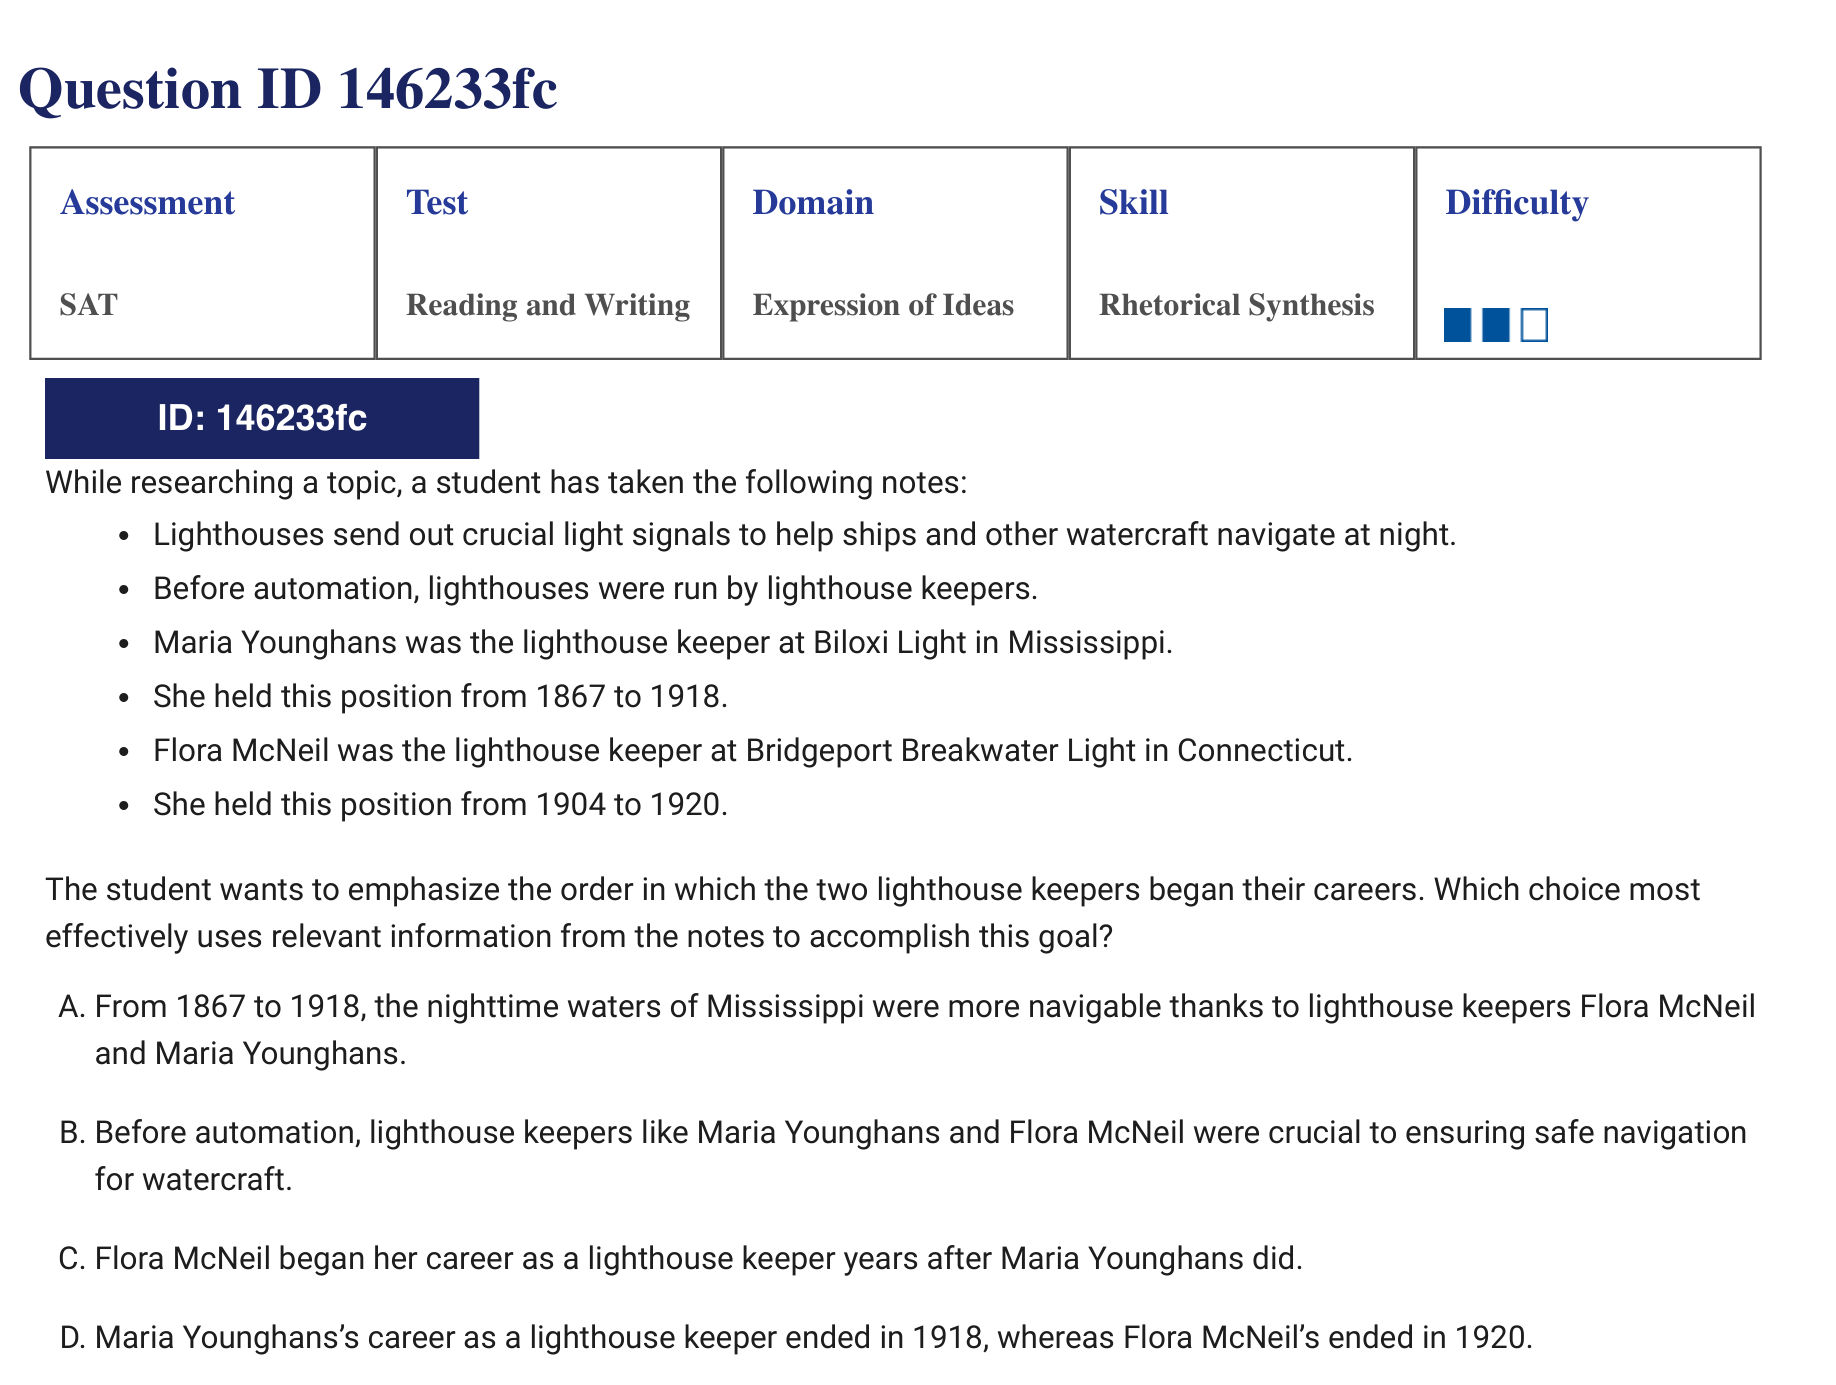 Question ID 146233fc
Assessment
Test
Domain
Skill
Difficulty
SAT
Reading and Writing
Expression of Ideas
Rhetorical Synthesis
ID: 146233fc
While researching a topic, a student has taken the following notes:
• Lighthouses send out crucial light signals to help ships and other watercraft navigate at night.
• Before automation, lighthouses were run by lighthouse keepers.
• Maria Younghans was the lighthouse keeper at Biloxi Light in Mississippi.
• She held this position from 1867 to 1918.
• Flora McNeil was the lighthouse keeper at Bridgeport Breakwater Light in Connecticut.
• She held this position from 1904 to 1920.
The student wants to emphasize the order in which the two lighthouse keepers began their careers. Which choice most
effectively uses relevant information from the notes to accomplish this goal?
A. From 1867 to 1918, the nighttime waters of Mississippi were more navigable thanks to lighthouse keepers Flora McNeil
and Maria Younghans.
B. Before automation, lighthouse keepers like Maria Younghans and Flora McNeil were crucial to ensuring safe navigation
for watercraft.
C. Flora McNeil began her career as a lighthouse keeper years after Maria Younghans did.
D. Maria Younghans’s career as a lighthouse keeper ended in 1918, whereas Flora McNeil’s ended in 1920.